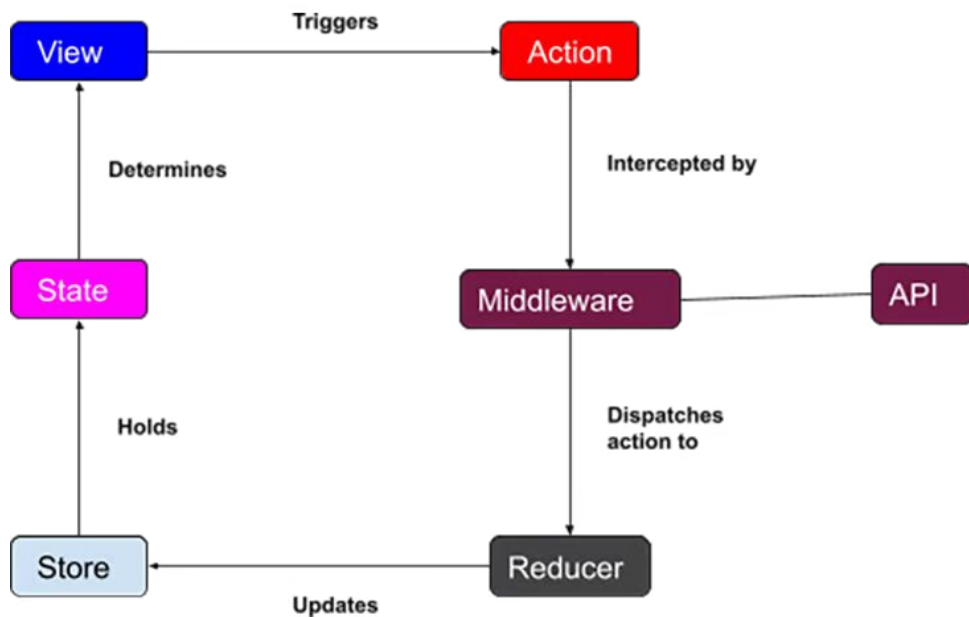 Triggers
View
Action
Determines
Intercepted by
State
Middleware
API
Holds
Dispatches
action to
Store
Reducer
Updates